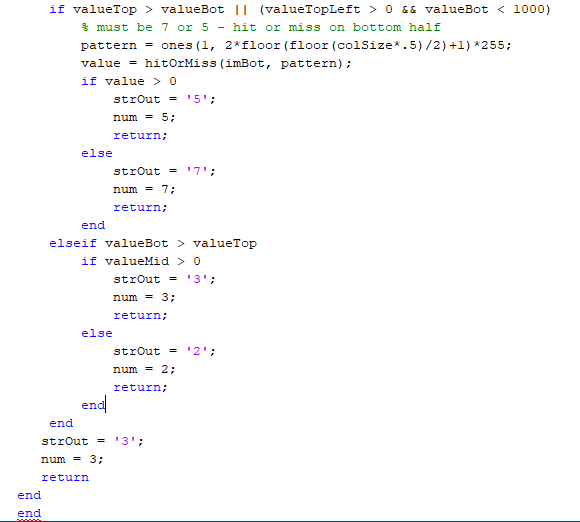 if valueTop > valueBot || (valueTopLeft > 0 && valueBot < 1000)
% must be 7 or 5 - hit or miss on bottom half
pattern = ones(1, 2*floor(floor(colSize*.5)/2)+1)*255;
value = hitOrMiss(imBot, pattern);
if value > 0
strOut = '5';
num = 5;
return;
else
strOut = '7';
num = 7;
return;
end
elseif valueBot > valueTop
if valueMid > 0
strOut = '3';
num = 3;
return;
else
strOut = '2';
num = 2;
return;
end
end
strOut = '3';
num = 3;
return
end
end